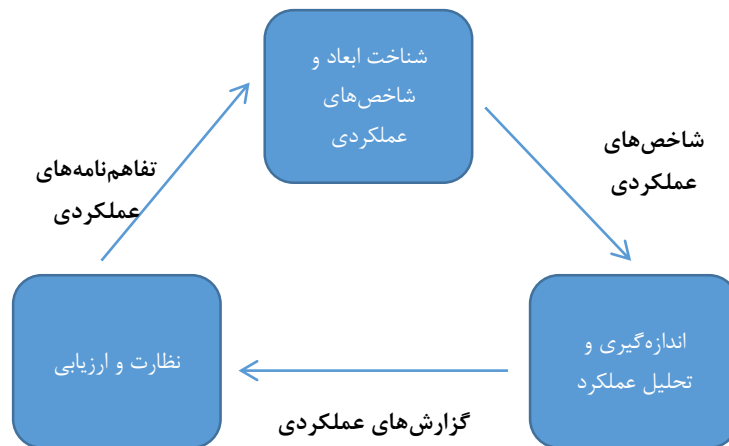 شناخت ابعاد و
شاخص‌های
عملکردی
شاخص‌های
عملکردی
تفاهم‌نامه‌های
عملکردی
اندازه‌گیری و
تحلیل عملکرد
نظارت و ارزیابی
گزارش‌های عملکردی